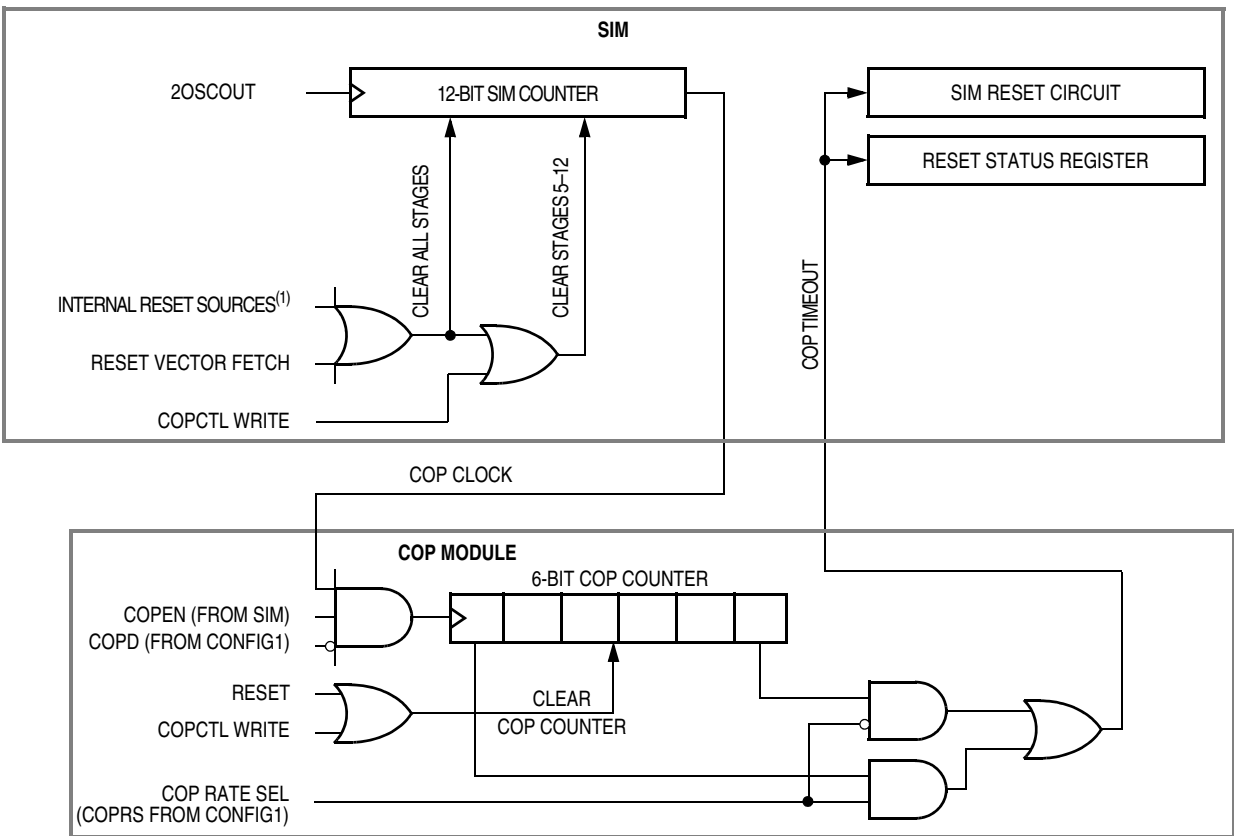 SIM
2OSCOUT
12-BIT SIM COUNTER
SIM RESET CIRCUIT
RESET STATUS REGISTER
CLEAR ALL STAGES
CLEAR STAGES 5–12
COP TIMEOUT
INTERNAL RESET SOURCES(1)
RESET VECTOR FETCH
COPCTL WRITE
COP CLOCK
COP MODULE
6-BIT COP COUNTER
COPEN (FROM SIM)
COPD (FROM CONFIG1)
RESET
CLEAR
COPCTL WRITE
COP COUNTER
COP RATE SEL
(COPRS FROM CONFIG1)